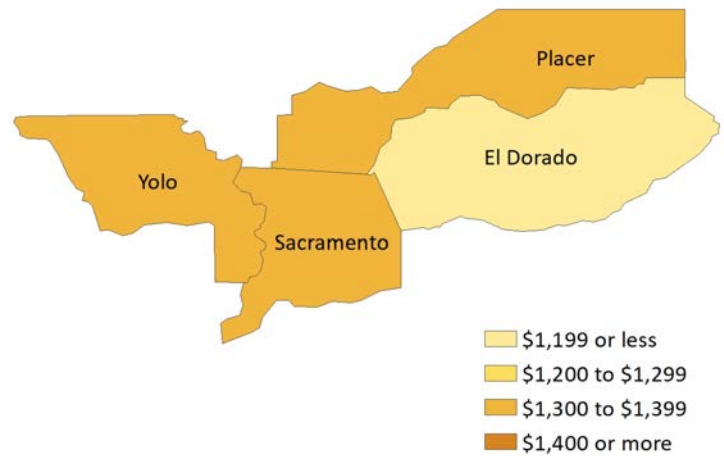 Placer
El Dorado
Yolo
Sacramento
$1,199 or less
$1,200 to $1,299
$1,300 to $1,399
$1,400 or more